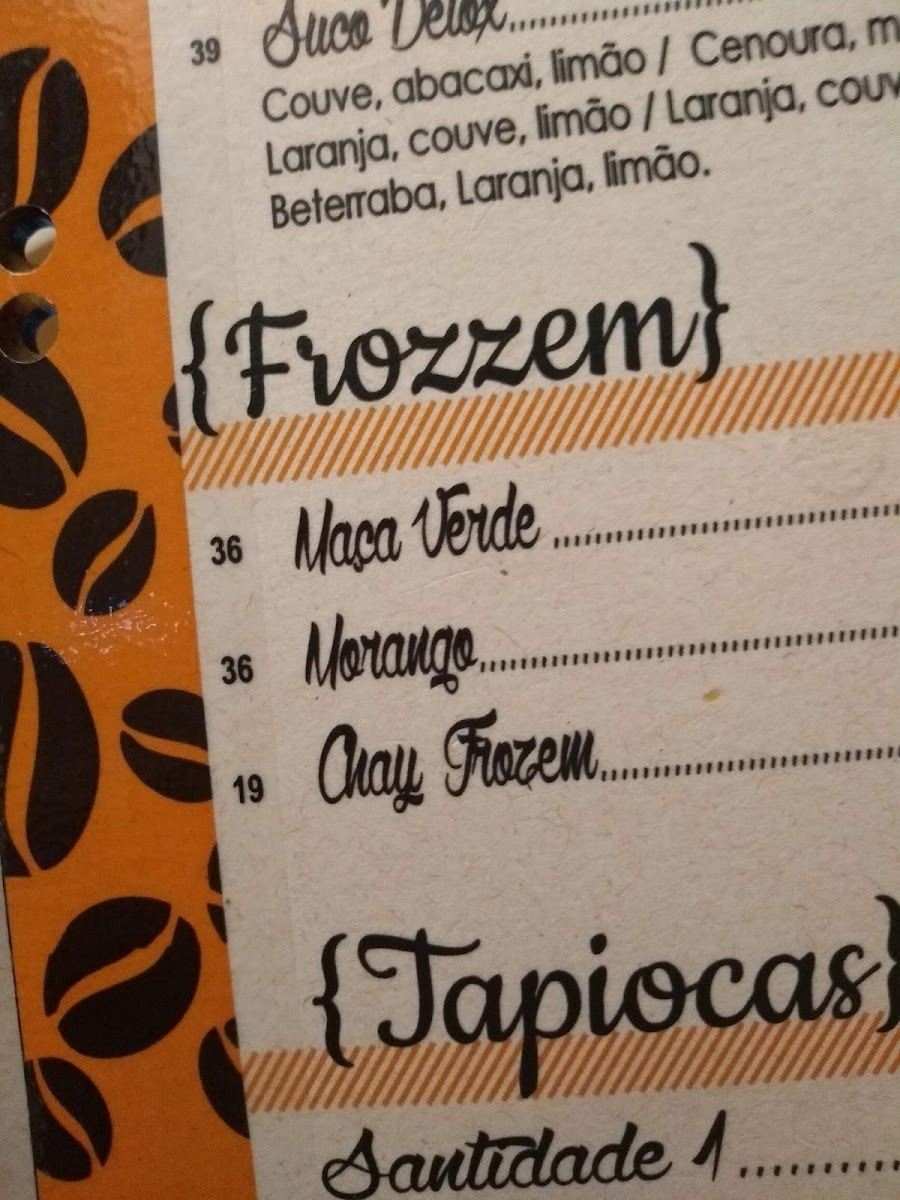 39 Suco Detox
Couve, abacaxi, limão / Cenoura, m
Laranja, couve, limão / Laranja, couv
Beterraba, Laranja, limão.
{Frozzem}
36 Maça Verde
36 Morango
19 Chay Frozem
{Tapiocas}
Santidade 1